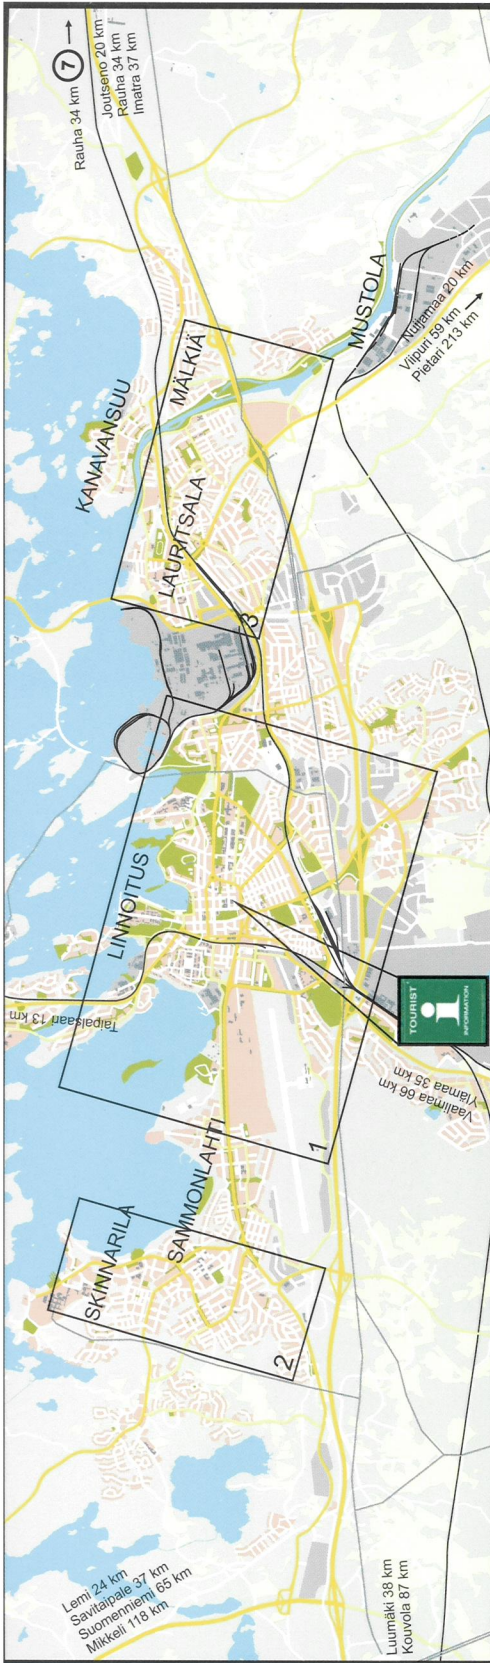 Lemi 24 km
Savitaipale 37 km
Suomenniemi 65 km
Mikkeli 118 km
Luumäki 38 km
Kouvola 87 km
SKINNARILA
SAMMONLAHTI
2
1
Taipalsaari 13 km
LINNOITUS
Vaalimaa 66 km
Ylämaa 35 km
TOURIST
i
INFORMATION
3
LAURITSALA
KANAVANSUU
MÄLKIÄ
MUSTOLA
Nuijamaa 20 km
Viipuri 59 km
Pietari 213 km
Rauha 34 km 7
Joutseno 20 km
Rauha 34 km
Imatra 37 km